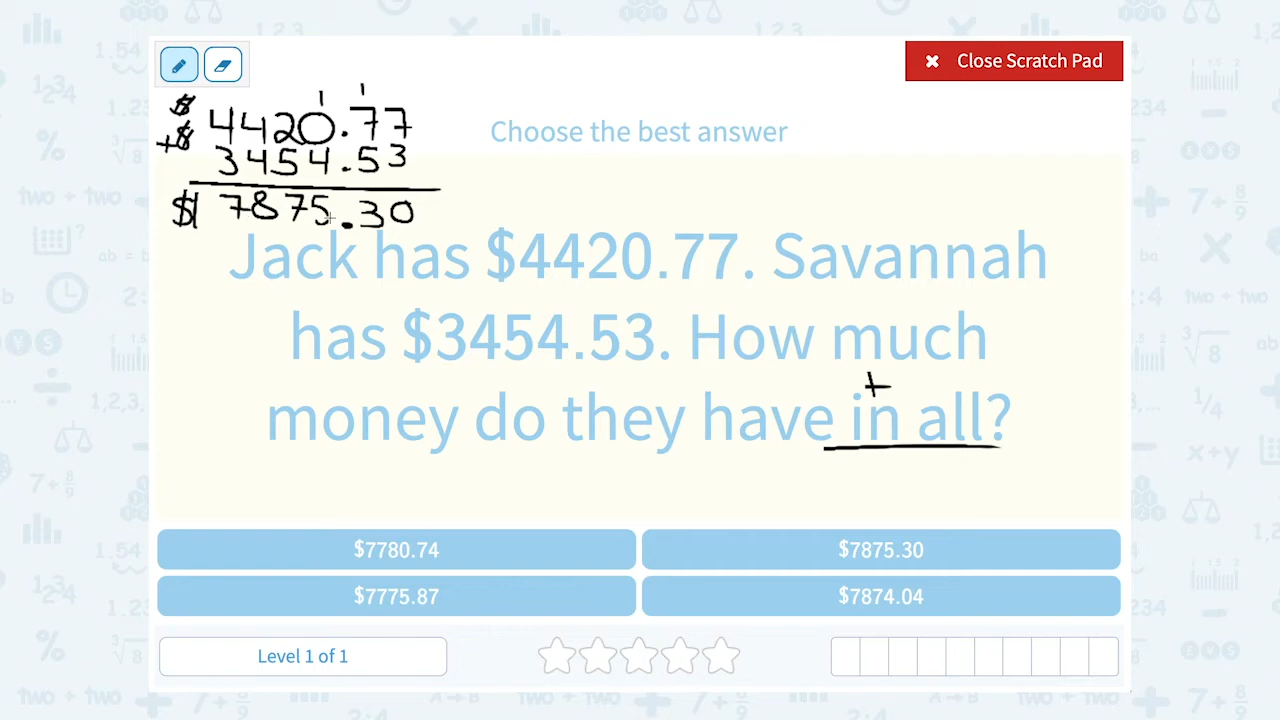 Close Scratch Pad
1 1
$ 4420.77
+$ 3454.53
$ 7875.30
Choose the best answer
Jack has $4420.77. Savannah
has $3454.53. How much
+
money do they have in all?
$7780.74
$7875.30
$7775.87
$7874.04
Level 1 of 1